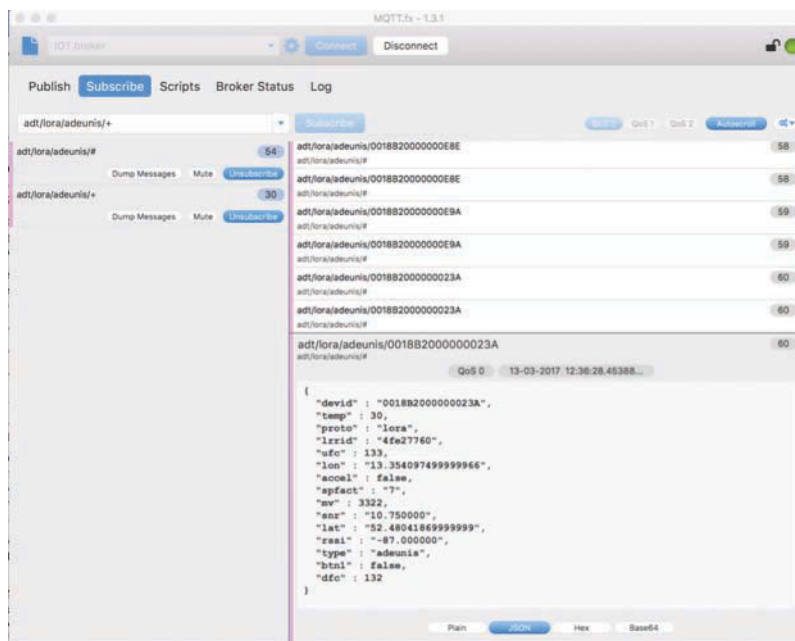 MQTT.fx - 1.3.1
IOT broker
Connect
Disconnect
Publish
Subscribe
Scripts
Broker Status
Log
adt/lora/adeunis/+
Subscribe
QoS 0
QoS 1
QoS 2
Autoscroll
adt/lora/adeunis/#
54
Dump Messages
Mute
Unsubscribe
adt/lora/adeunis/+
30
Dump Messages
Mute
Unsubscribe
adt/lora/adeunis/0018B20000000E8E
58
adt/lora/adeunis/#
adt/lora/adeunis/0018B20000000E8E
58
adt/lora/adeunis/#
adt/lora/adeunis/0018B20000000E9A
59
adt/lora/adeunis/#
adt/lora/adeunis/0018B20000000E9A
59
adt/lora/adeunis/#
adt/lora/adeunis/0018B2000000023A
60
adt/lora/adeunis/#
adt/lora/adeunis/0018B2000000023A
60
adt/lora/adeunis/#
adt/lora/adeunis/0018B2000000023A
60
adt/lora/adeunis/#
QoS 0
13-03-2017 12:36:28.45388...
{
"devid" : "0018B2000000023A",
"temp" : 30,
"proto" : "lora",
"lrrid" : "4fe27760",
"ufc" : 133,
"lon" : "13.354097499999966",
"accel" : false,
"spfact" : "7",
"mv" : 3322,
"snr" : "10.750000",
"lat" : "52.48041869999999",
"rssi" : "-87.000000",
"type" : "adeunis",
"btn1" : false,
"dfc" : 132
}
Plain
JSON
Hex
Base64